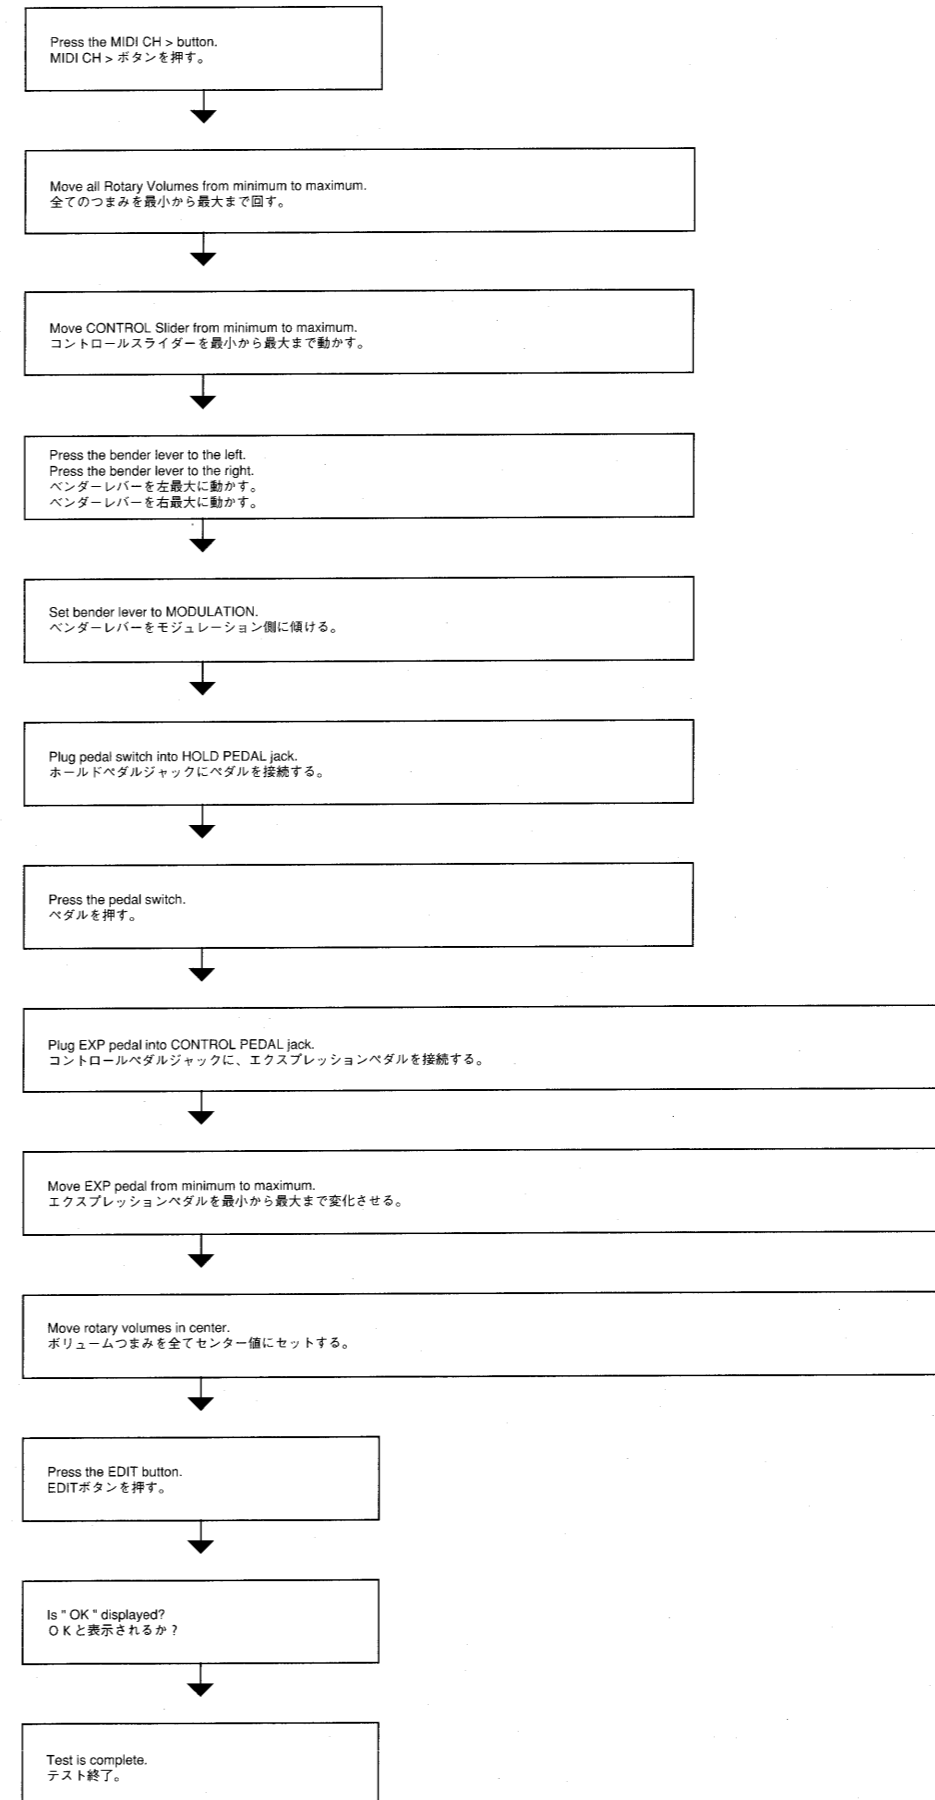 Press the MIDI CH > button.
MIDI CH > ボタンを押す。
Move all Rotary Volumes from minimum to maximum.
全てのつまみを最小から最大まで回す。
Move CONTROL Slider from minimum to maximum.
コントロールスライダーを最小から最大まで動かす。
Press the bender lever to the left.
Press the bender lever to the right.
ベンダーレバーを左最大に動かす。
ベンダーレバーを右最大に動かす。
Set bender lever to MODULATION.
ベンダーレバーをモジュレーション側に傾ける。
Plug pedal switch into HOLD PEDAL jack.
ホールドペダルジャックにペダルを接続する。
Press the pedal switch.
ペダルを押す。
Plug EXP pedal into CONTROL PEDAL jack.
コントロールペダルジャックに、エクスプレッションペダルを接続する。
Move EXP pedal from minimum to maximum.
エクスプレッションペダルを最小から最大まで変化させる。
Move rotary volumes in center.
ボリュームつまみを全てセンター値にセットする。
Press the EDIT button.
EDITボタンを押す。
Is " OK " displayed?
ＯＫと表示されるか？
Test is complete.
テスト終了。